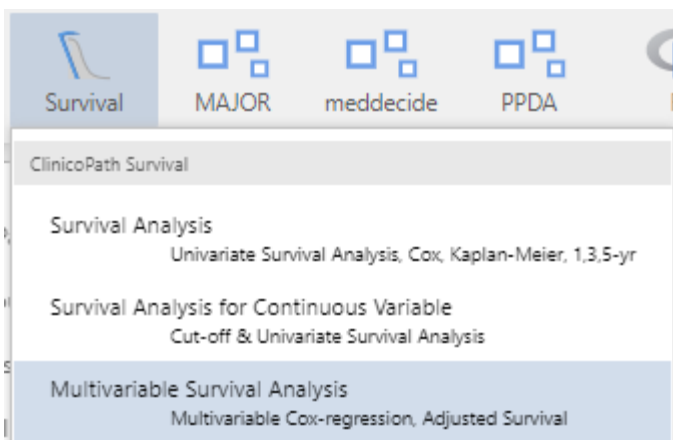 Survival MAJOR meddecide PPDA
ClinicoPath Survival
Survival Analysis
Univariate Survival Analysis, Cox, Kaplan-Meier, 1,3,5-yr
Survival Analysis for Continuous Variable
Cut-off & Univariate Survival Analysis
Multivariable Survival Analysis
Multivariable Cox-regression, Adjusted Survival